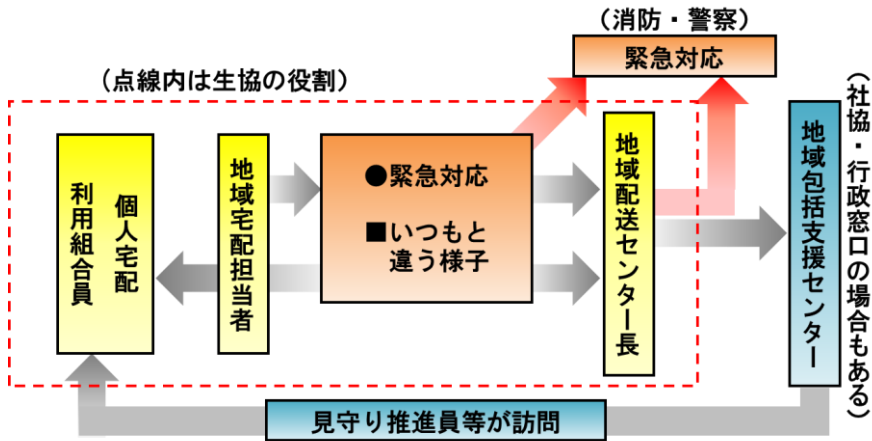 （消防・警察）
緊急対応
（点線内は生協の役割）
個人宅配
利用組合員
地域宅配担当者
●緊急対応
■いつもと
違う様子
地域配送センター長
地域包括支援センター
（社協・行政窓口の場合もある）
見守り推進員等が訪問